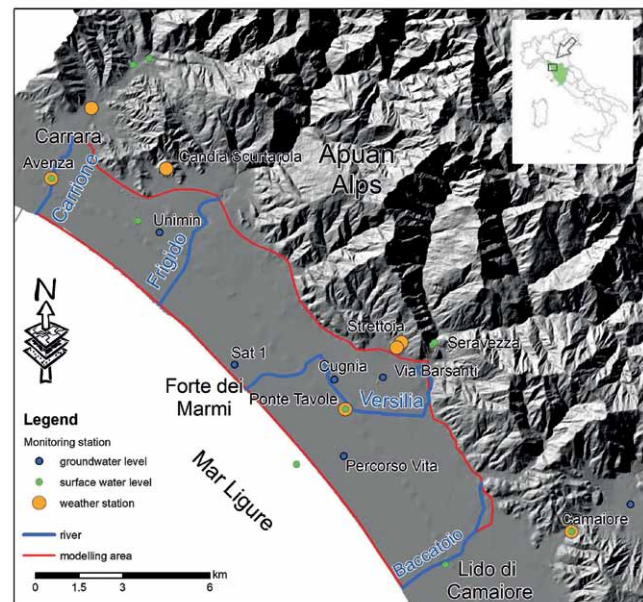 Carrara
Avenza
Carrione
Candia Scurtarola
Apuan
Alps
Unimin
Frigido
N
Strettoia
Seravezza
Sat 1
Cugnia
Via Barsanti
Forte dei
Marmi
Ponte Tavole
Versilia
Percorso Vita
Mar Ligure
Camaiore
Baccatoio
Lido di
Camaiore
Legend
Monitoring station
groundwater level
surface water level
weather station
river
modelling area
km
0 1.5 3 6